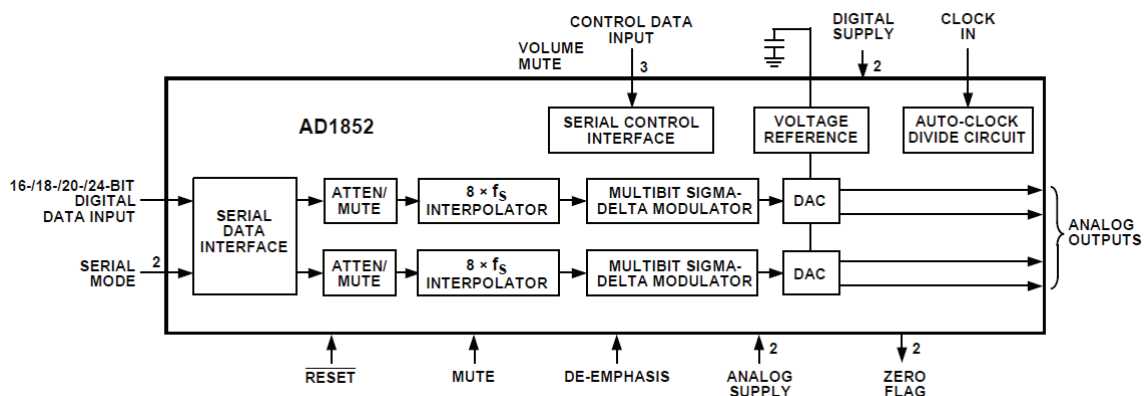 CONTROL DATA
INPUT
DIGITAL
SUPPLY
CLOCK
IN
VOLUME
MUTE
3
2
AD1852
SERIAL CONTROL
INTERFACE
VOLTAGE
REFERENCE
AUTO-CLOCK
DIVIDE CIRCUIT
16-/18-/20-/24-BIT
DIGITAL
DATA INPUT
SERIAL
DATA
INTERFACE
ATTEN/
MUTE
8 × fS
INTERPOLATOR
MULTIBIT SIGMA-
DELTA MODULATOR
DAC
ANALOG
OUTPUTS
SERIAL
MODE
2
ATTEN/
MUTE
8 × fS
INTERPOLATOR
MULTIBIT SIGMA-
DELTA MODULATOR
DAC
RESET
MUTE
DE-EMPHASIS
2
ANALOG
SUPPLY
2
ZERO
FLAG